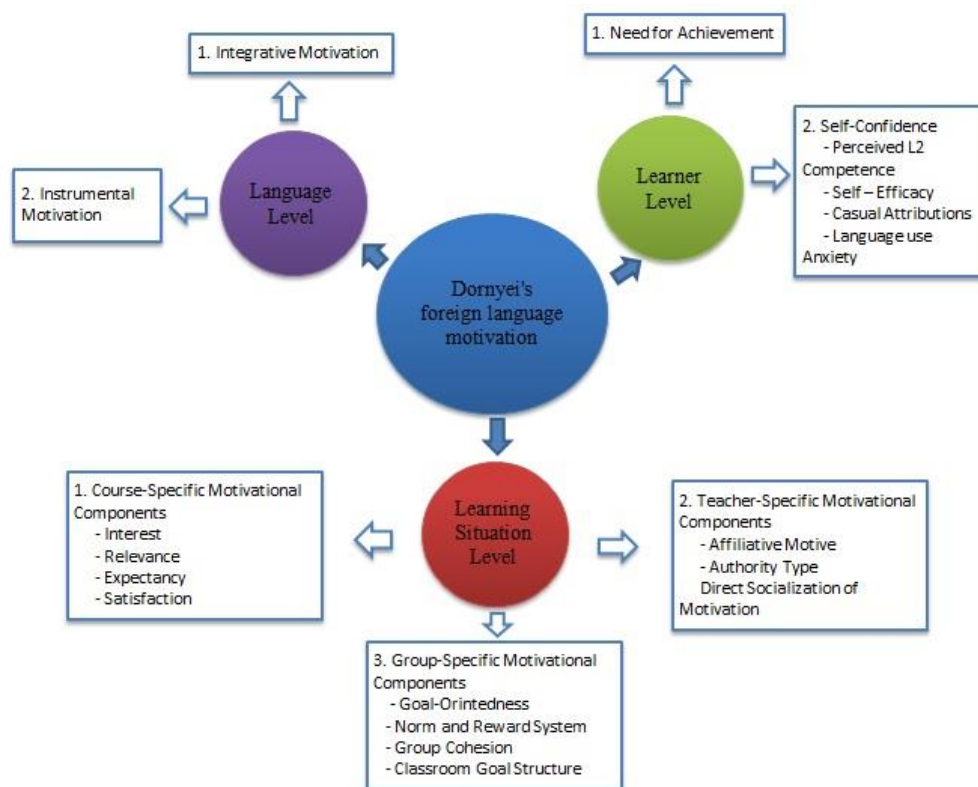 1. Integrative Motivation
1. Need for Achievement
2. Instrumental
Motivation
Language
Level
Learner
Level
2. Self-Confidence
- Perceived L2
Competence
- Self – Efficacy
- Casual Attributions
- Language use
Anxiety
Dornyei's
foreign language
motivation
1. Course-Specific Motivational
Components
- Interest
- Relevance
- Expectancy
- Satisfaction
Learning
Situation
Level
2. Teacher-Specific Motivational
Components
- Affiliative Motive
- Authority Type
Direct Socialization of
Motivation
3. Group-Specific Motivational
Components
- Goal-Orintedness
- Norm and Reward System
- Group Cohesion
- Classroom Goal Structure